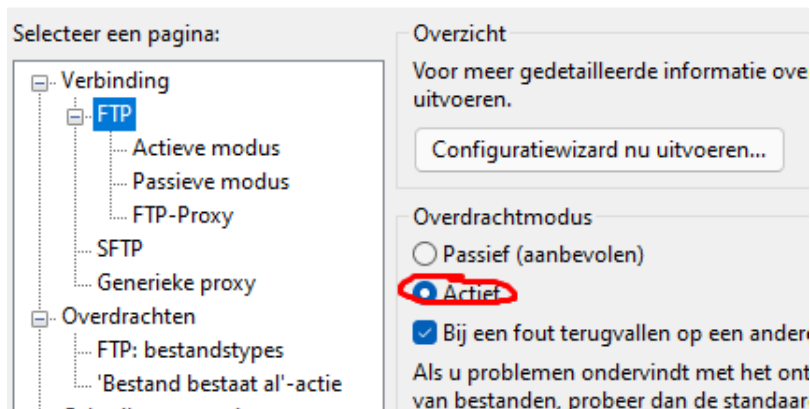 Selecteer een pagina:
Verbinding
FTP
Actieve modus
Passieve modus
FTP-Proxy
SFTP
Generieke proxy
Overdrachten
FTP: bestandstypes
'Bestand bestaat al'-actie
Overzicht
Voor meer gedetailleerde informatie ove
uitvoeren.
Configuratiewizard nu uitvoeren...
Overdrachtmodus
Passief (aanbevolen)
Actief
Bij een fout terugvallen op een andere
Als u problemen ondervindt met het ont
van bestanden, probeer dan de standaar